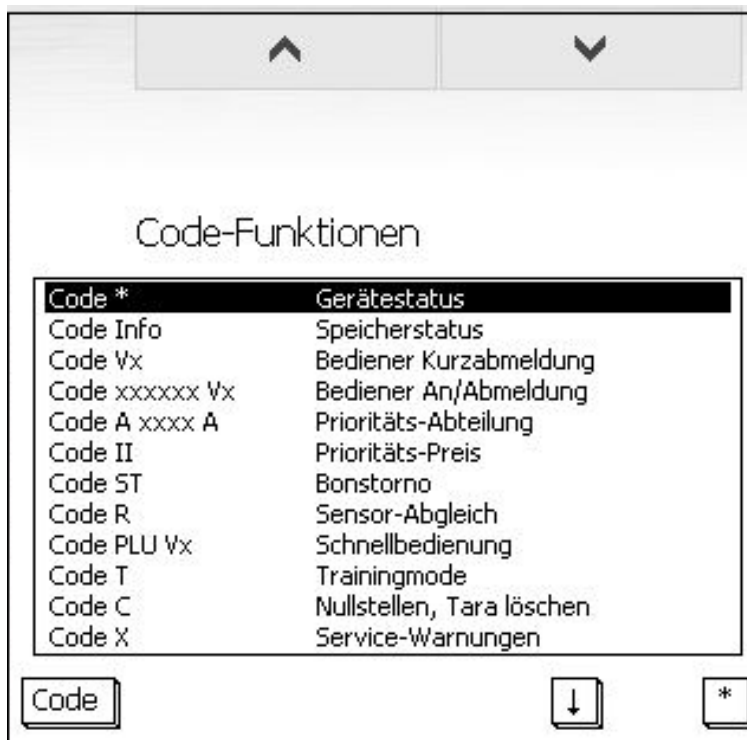 Code-Funktionen
Code * Gerätestatus
Code Info Speicherstatus
Code Vx Bediener Kurzabmeldung
Code xxxxxx Vx Bediener An/Abmeldung
Code A xxxx A Prioritäts-Abteilung
Code II Prioritäts-Preis
Code ST Bonstorno
Code R Sensor-Abgleich
Code PLU Vx Schnellbedienung
Code T Trainingmode
Code C Nullstellen, Tara löschen
Code X Service-Warnungen
Code ↓ *